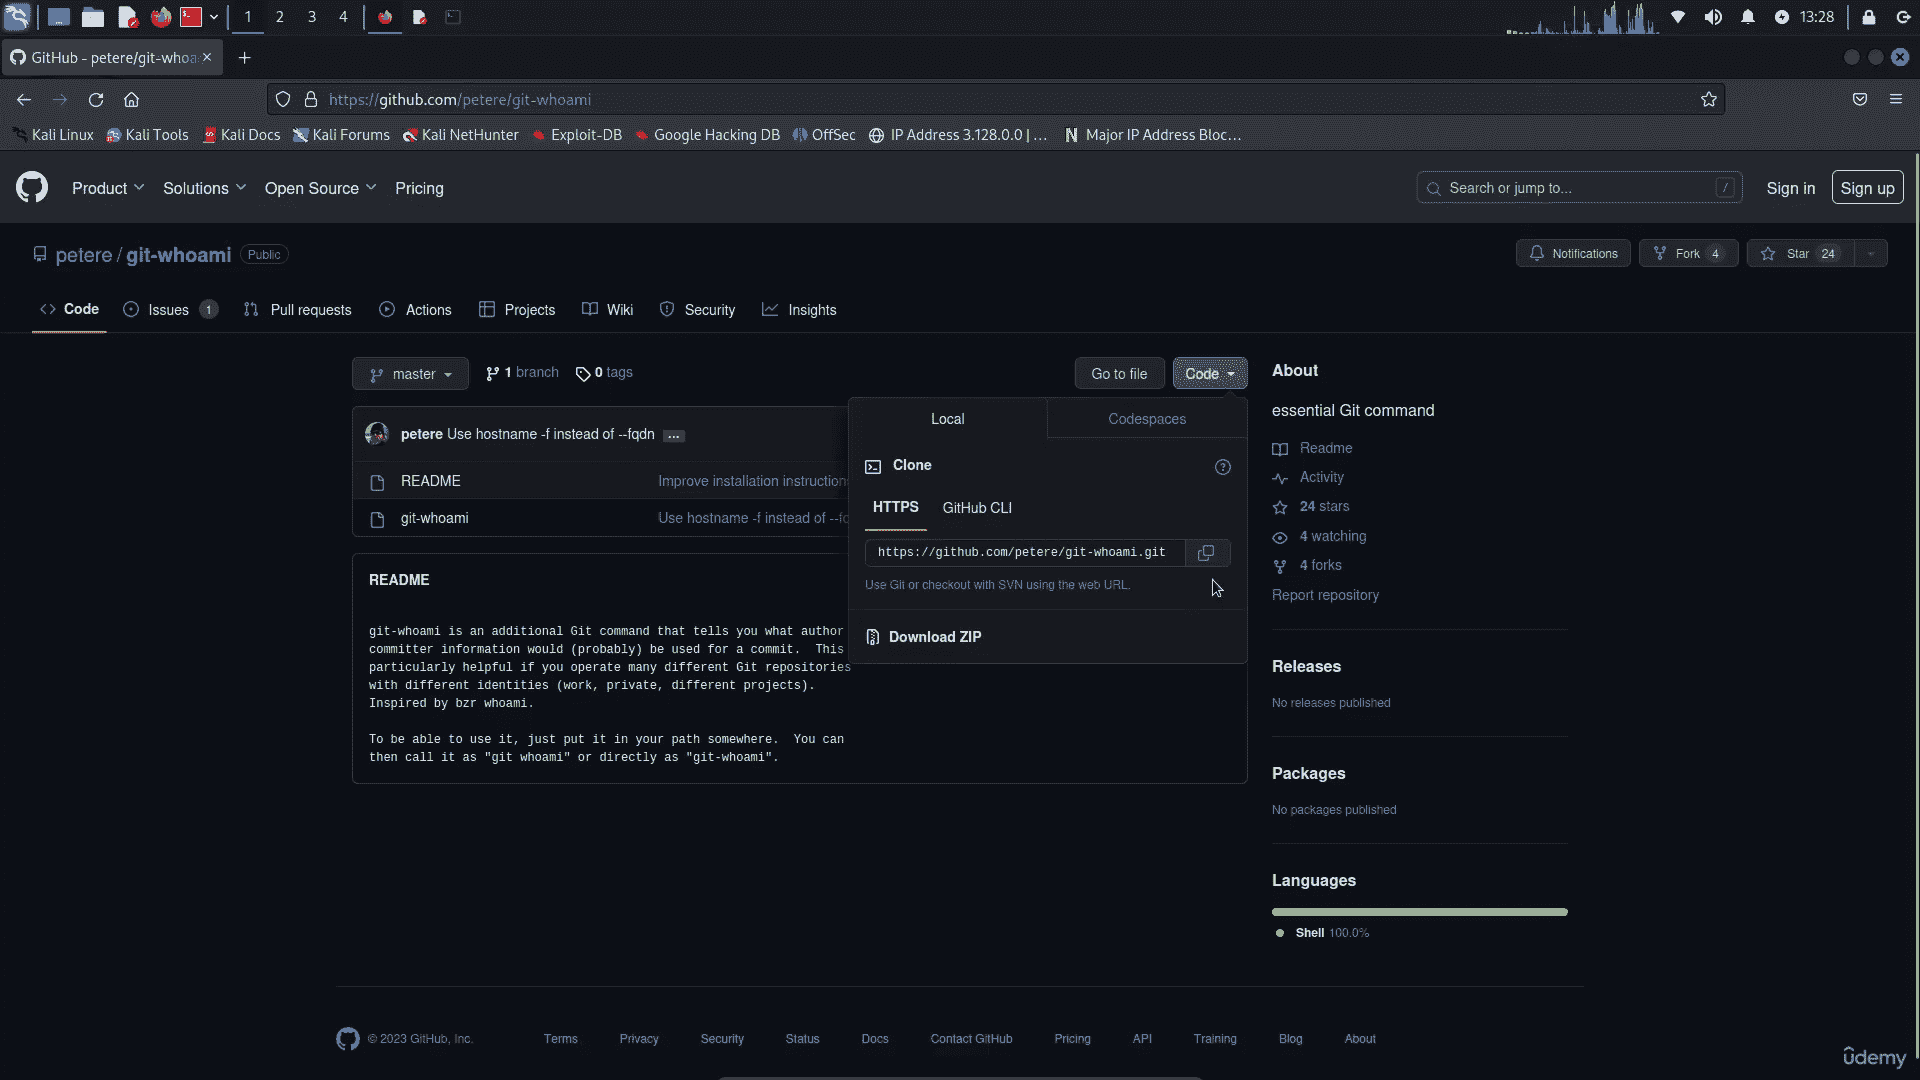 1 2 3 4 13:28
GitHub - petere/git-whoa
https://github.com/petere/git-whoami
Kali Linux Kali Tools Kali Docs Kali Forums Kali NetHunter Exploit-DB Google Hacking DB OffSec IP Address 3.128.0.0 | … Major IP Address Bloc…
Product Solutions Open Source Pricing Search or jump to... / Sign in Sign up
petere / git-whoami Public Notifications Fork 4 Star 24
Code Issues 1 Pull requests Actions Projects Wiki Security Insights
master 1 branch 0 tags Go to file Code
petere Use hostname -f instead of --fqdn ...
README Improve installation instruction
git-whoami Use hostname -f instead of --fq
README
git-whoami is an additional Git command that tells you what author
committer information would (probably) be used for a commit. This
particularly helpful if you operate many different Git repositories
with different identities (work, private, different projects).
Inspired by bzr whoami.
To be able to use it, just put it in your path somewhere. You can
then call it as "git whoami" or directly as "git-whoami".
Local Codespaces
Clone
HTTPS GitHub CLI
https://github.com/petere/git-whoami.git
Use Git or checkout with SVN using the web URL.
Download ZIP
About
essential Git command
Readme
Activity
24 stars
4 watching
4 forks
Report repository
Releases
No releases published
Packages
No packages published
Languages
Shell 100.0%
© 2023 GitHub, Inc. Terms Privacy Security Status Docs Contact GitHub Pricing API Training Blog About
ûdemy